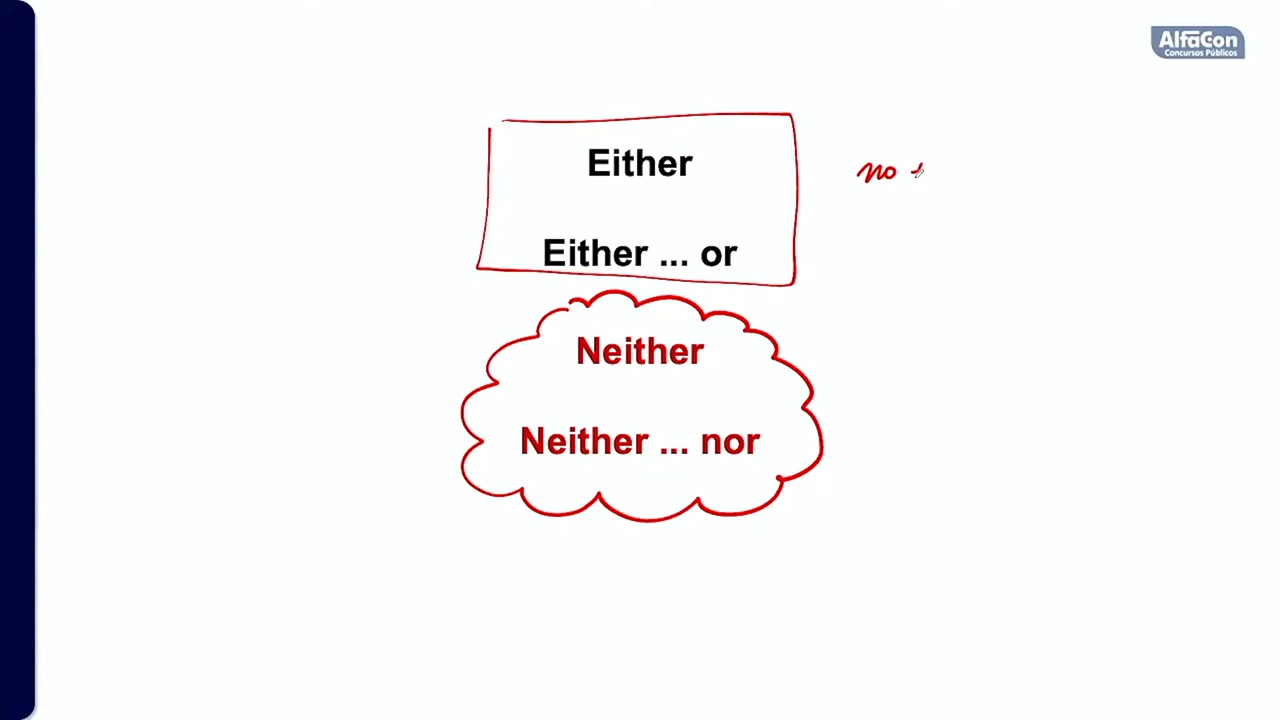 AlfaCon
Concursos Públicos
Either
no
Either ... or
Neither
Neither ... nor